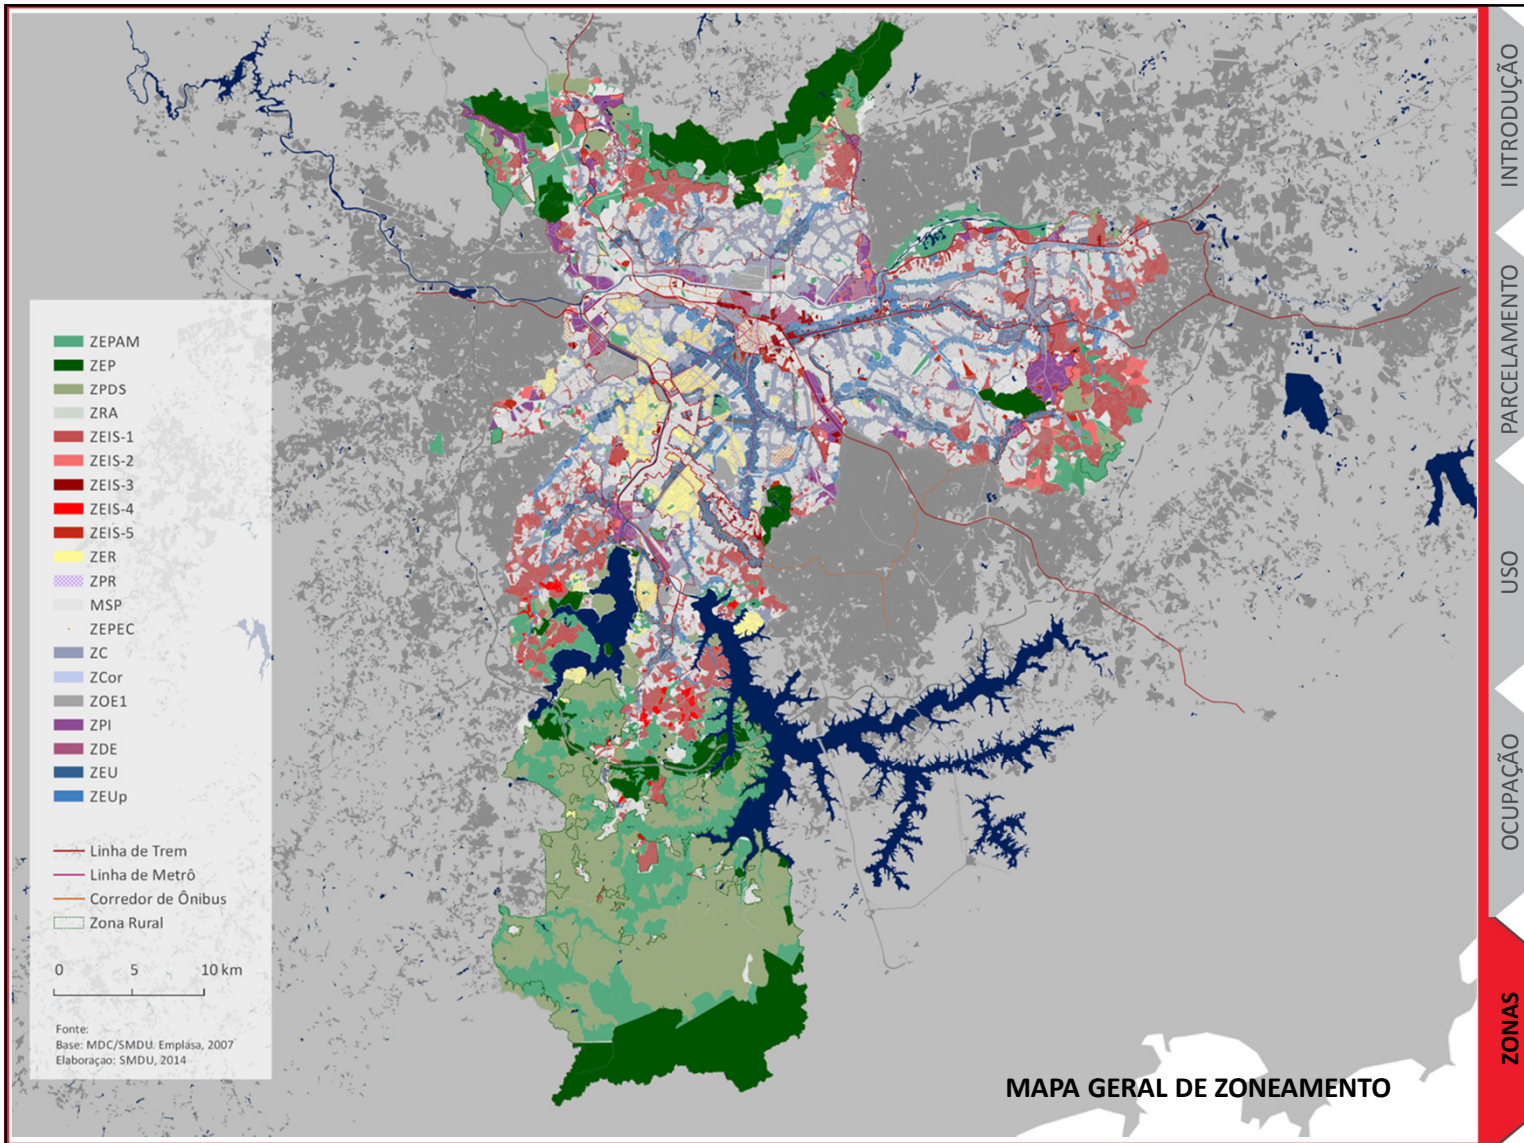 ZEPAM
ZEP
ZPDS
ZRA
ZEIS-1
ZEIS-2
ZEIS-3
ZEIS-4
ZEIS-5
ZER
ZPR
MSP
ZEPEC
ZC
ZCor
ZOE1
ZPI
ZDE
ZEU
ZEUp
Linha de Trem
Linha de Metrô
Corredor de Ônibus
Zona Rural
0 5 10 km
Fonte:
Base: MDC/SMDU. Emplasa, 2007
Elaboraçao: SMDU, 2014
MAPA GERAL DE ZONEAMENTO
INTRODUÇÃO
PARCELAMENTO
USO
OCUPAÇÃO
ZONAS